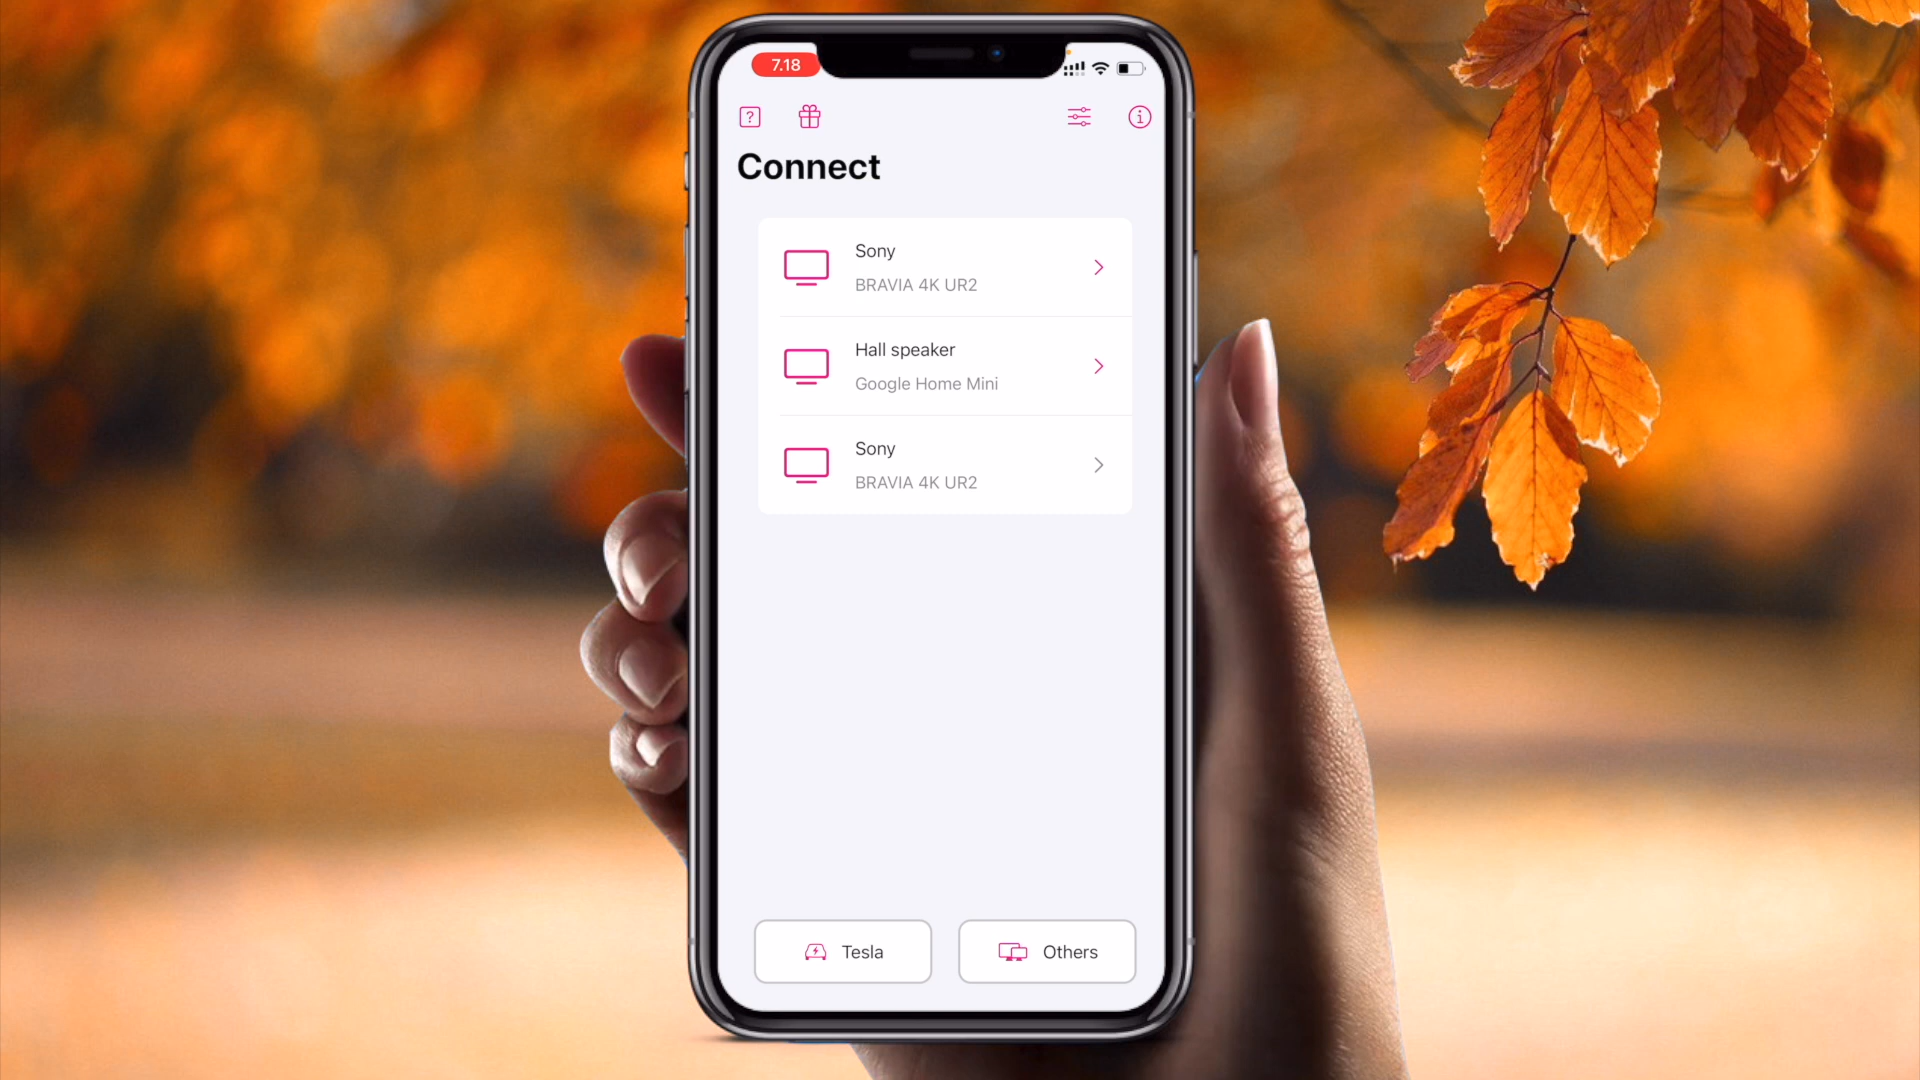 7.18
?
i
Connect
Sony
BRAVIA 4K UR2
Hall speaker
Google Home Mini
Sony
BRAVIA 4K UR2
Tesla
Others